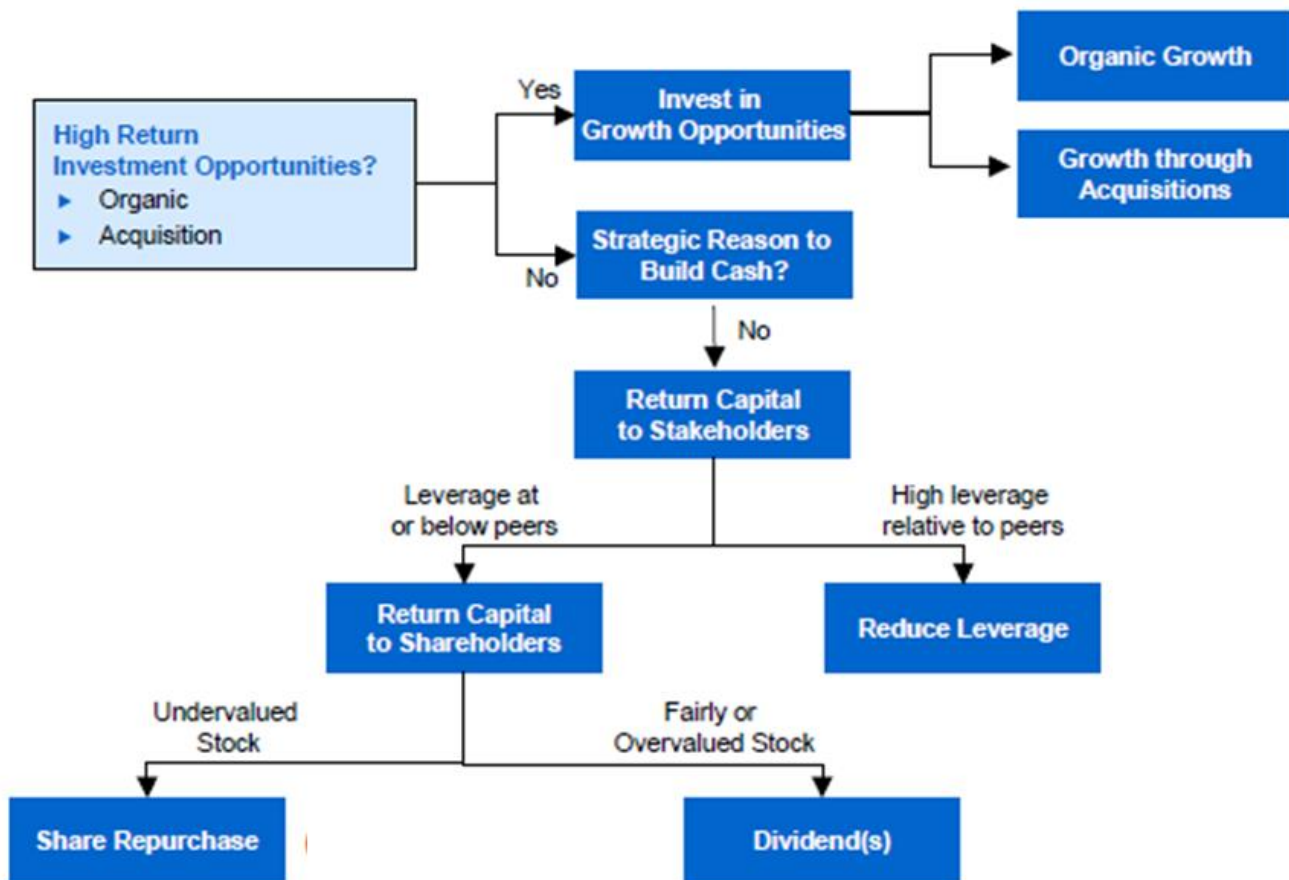 High Return
Investment Opportunities?
► Organic
► Acquisition
Yes
No
Invest in
Growth Opportunities
Organic Growth
Growth through
Acquisitions
Strategic Reason to
Build Cash?
No
Return Capital
to Stakeholders
Leverage at
or below peers
High leverage
relative to peers
Return Capital
to Shareholders
Reduce Leverage
Undervalued
Stock
Fairly or
Overvalued Stock
Share Repurchase
Dividend(s)